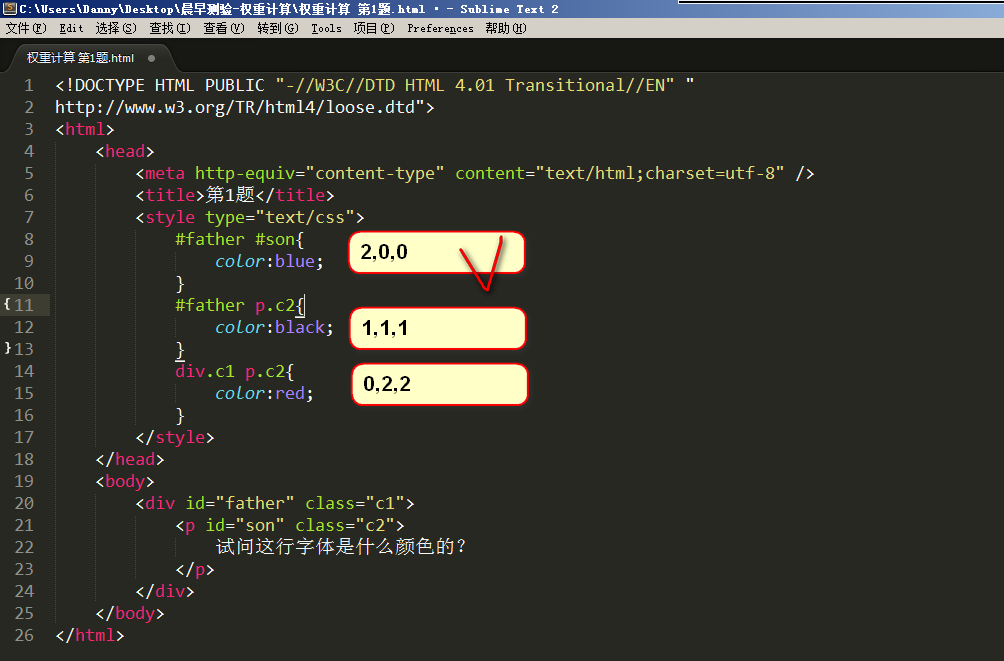 C:\Users\Danny\Desktop\晨早测验-权重计算\权重计算 第1题.html • - Sublime Text 2
文件(F) Edit 选择(S) 查找(I) 查看(V) 转到(G) Tools 项目(P) Preferences 帮助(H)
权重计算 第1题.html
1 <!DOCTYPE HTML PUBLIC "-//W3C//DTD HTML 4.01 Transitional//EN" "
2 http://www.w3.org/TR/html4/loose.dtd">
3 <html>
4 <head>
5 <meta http-equiv="content-type" content="text/html;charset=utf-8" />
6 <title>第1题</title>
7 <style type="text/css">
8 #father #son{
9 color:blue;
2,0,0
10 }
{ 11 #father p.c2{
12 color:black;
1,1,1
} 13 }
14 div.c1 p.c2{
15 color:red;
0,2,2
16 }
17 </style>
18 </head>
19 <body>
20 <div id="father" class="c1">
21 <p id="son" class="c2">
22 试问这行字体是什么颜色的？
23 </p>
24 </div>
25 </body>
26 </html>